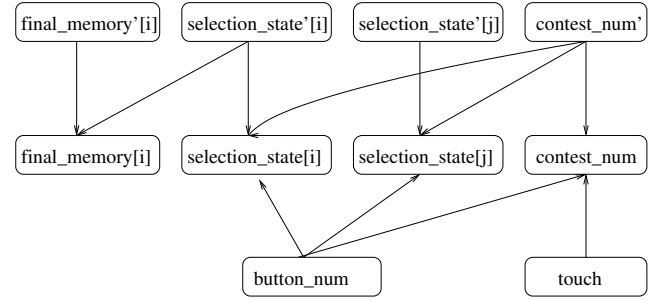 final_memory’[i]
selection_state’[i]
selection_state’[j]
contest_num’
final_memory[i]
selection_state[i]
selection_state[j]
contest_num
button_num
touch